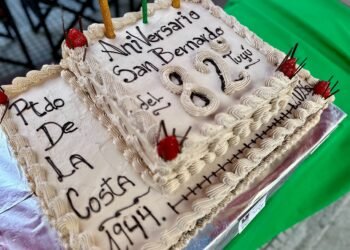 Aniversario
San Bernardo
del 82 Tuyú
Ptdo
De
LA
Costa
1944.